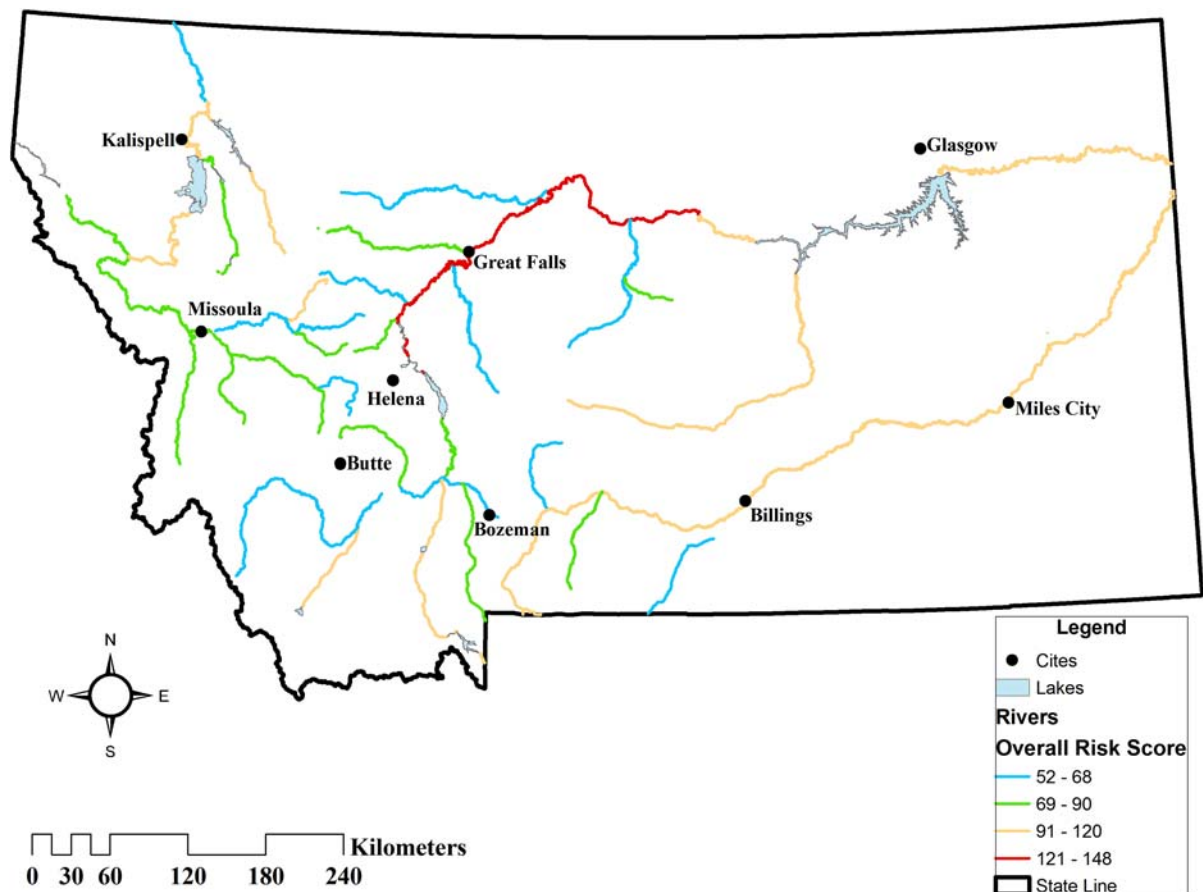 Kalispell
Glasgow
Great Falls
Missoula
Helena
Miles City
Butte
Billings
Bozeman
N
W E
S
Kilometers
0 30 60 120 180 240
Legend
Cites
Lakes
Rivers
Overall Risk Score
52 - 68
69 - 90
91 - 120
121 - 148
State Line